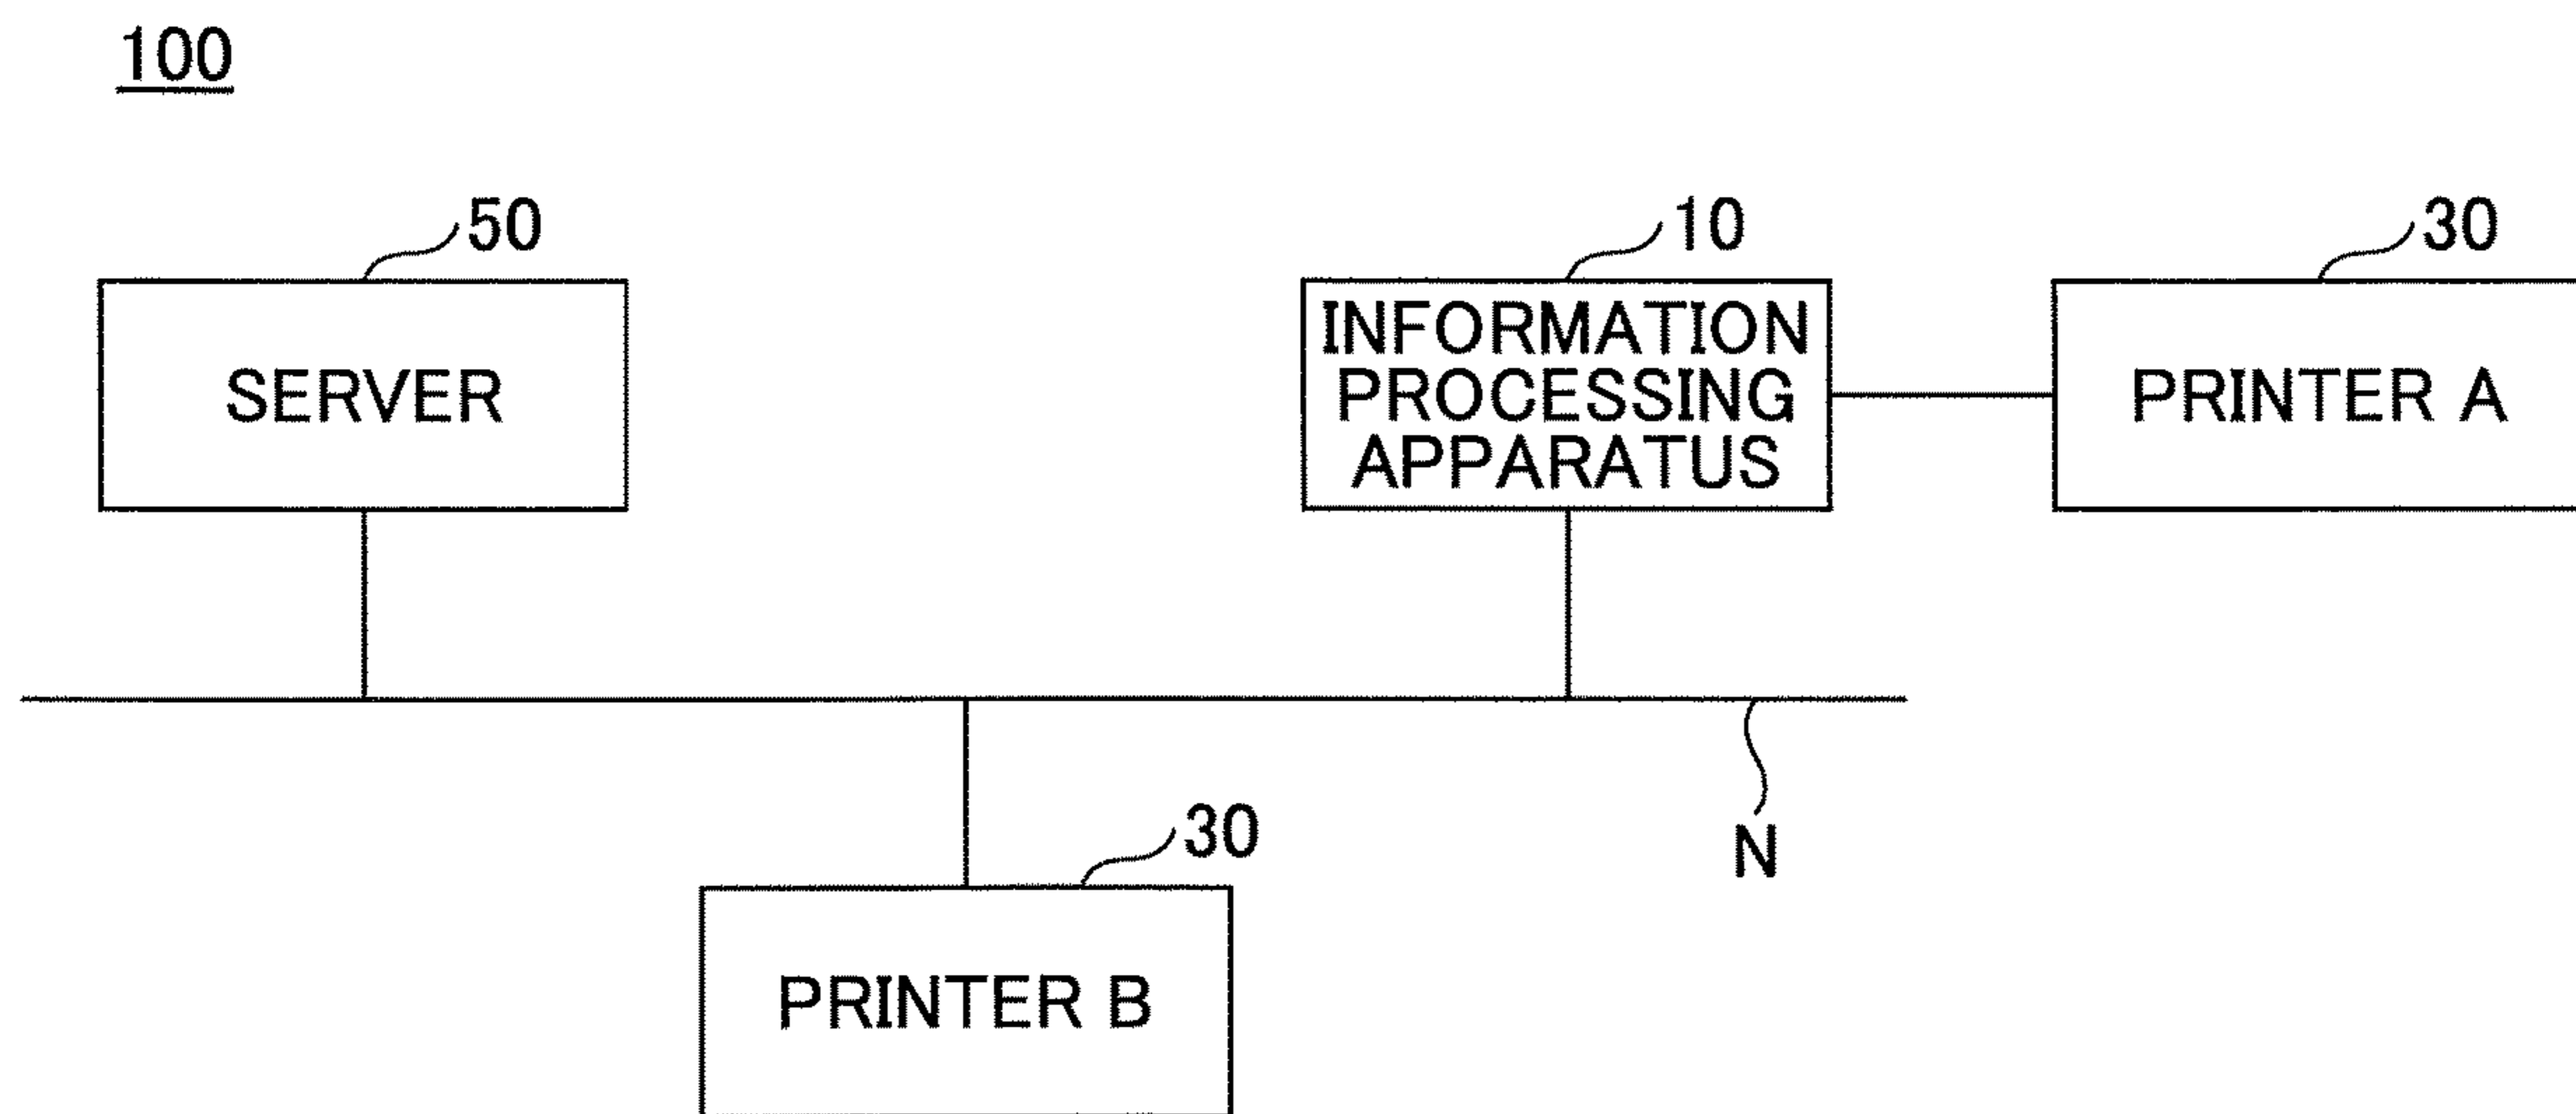 100
50
10
30
SERVER
INFORMATION
PROCESSING
APPARATUS
PRINTER A
N
30
PRINTER B